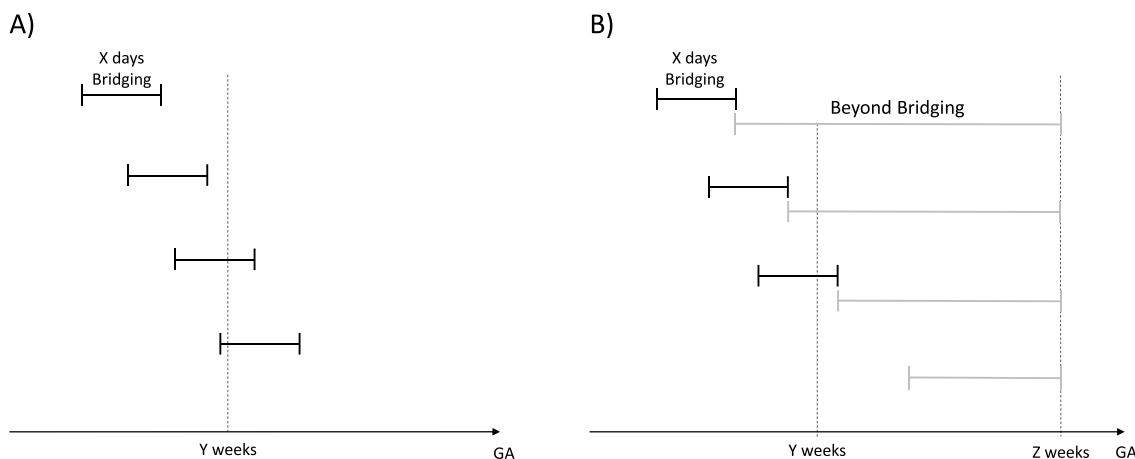 A)
X days
Bridging
Y weeks
GA
B)
X days
Bridging
Beyond Bridging
Y weeks
Z weeks
GA